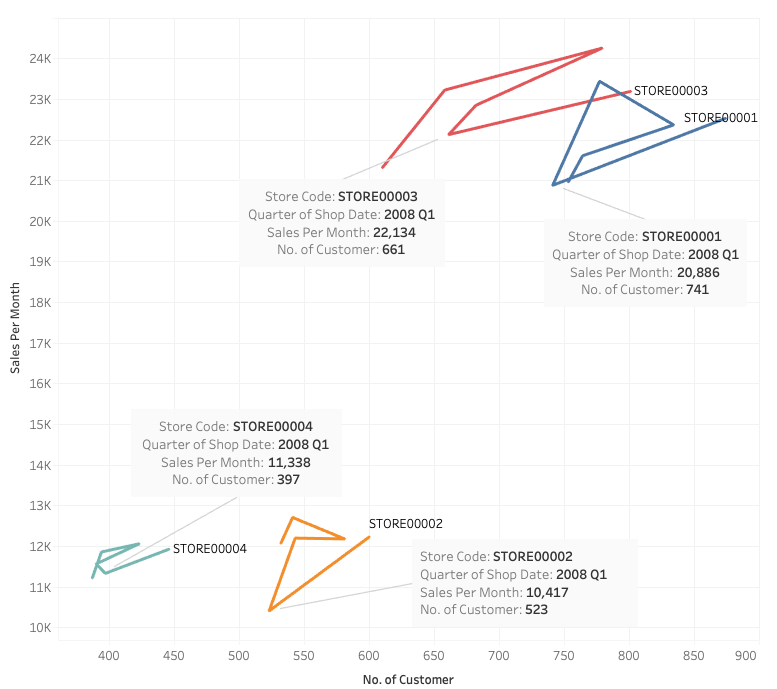 24K
23K
22K
21K
20K
19K
18K
17K
16K
15K
14K
13K
12K
11K
10K
Sales Per Month
STORE00003
STORE00001
Store Code: STORE00003
Quarter of Shop Date: 2008 Q1
Sales Per Month: 22,134
No. of Customer: 661
Store Code: STORE00001
Quarter of Shop Date: 2008 Q1
Sales Per Month: 20,886
No. of Customer: 741
Store Code: STORE00004
Quarter of Shop Date: 2008 Q1
Sales Per Month: 11,338
No. of Customer: 397
STORE00002
STORE00004
Store Code: STORE00002
Quarter of Shop Date: 2008 Q1
Sales Per Month: 10,417
No. of Customer: 523
400 450 500 550 600 650 700 750 800 850 900
No. of Customer